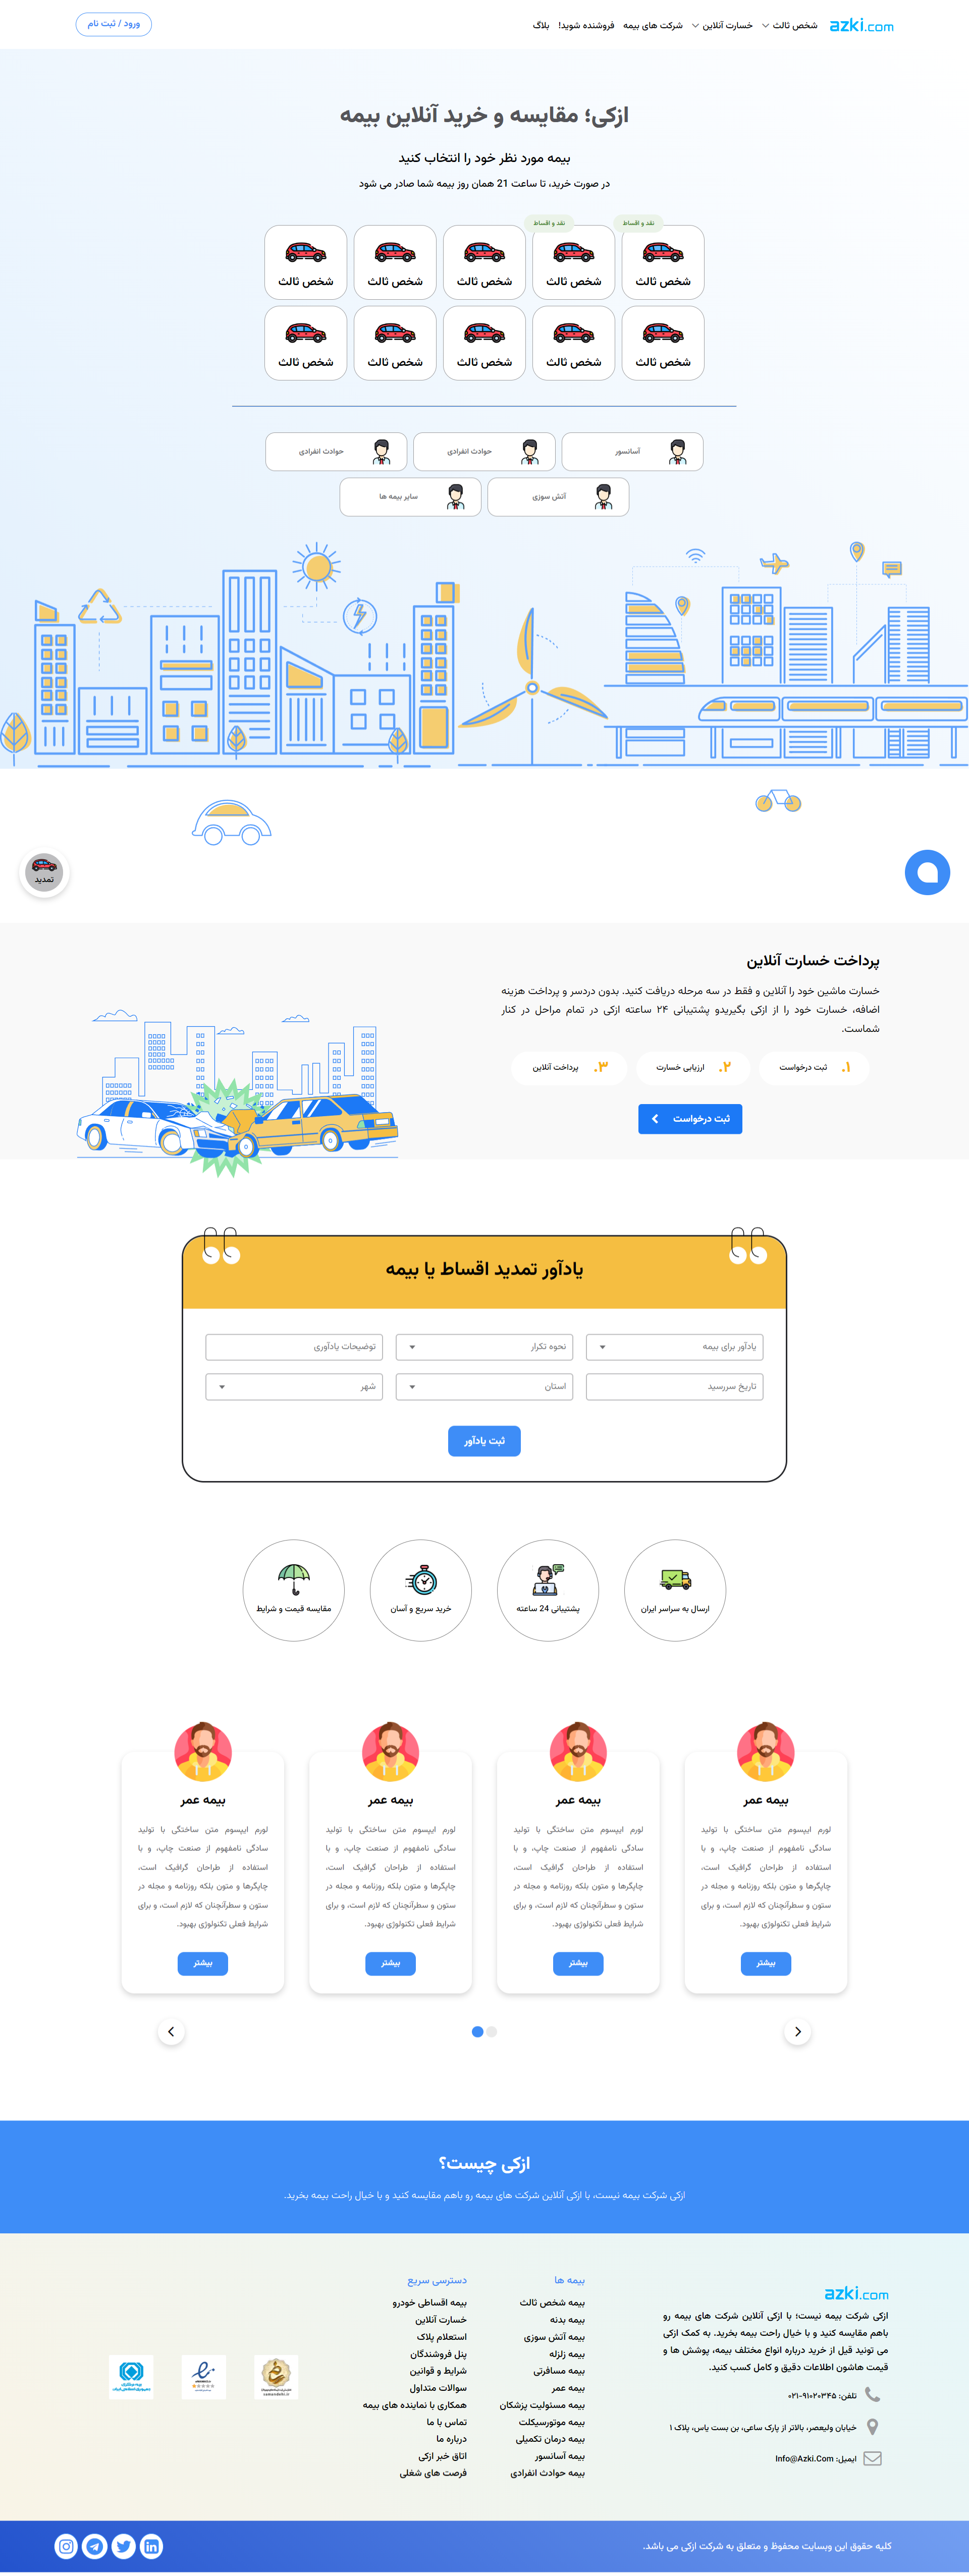 azki.com
شخص ثالث
خسارت آنلاین
شرکت های بیمه
فروشنده شوید!
بلاگ
ورود / ثبت نام
ازکی؛ مقایسه و خرید آنلاین بیمه
بیمه مورد نظر خود را انتخاب کنید
در صورت خرید، تا ساعت 21 همان روز بیمه شما صادر می شود
نقد و اقساط
نقد و اقساط
شخص ثالث
شخص ثالث
شخص ثالث
شخص ثالث
شخص ثالث
شخص ثالث
شخص ثالث
شخص ثالث
شخص ثالث
شخص ثالث
آسانسور
حوادث انفرادی
حوادث انفرادی
آتش سوزی
سایر بیمه ها
تمدید
پرداخت خسارت آنلاین
خسارت ماشین خود را آنلاین و فقط در سه مرحله دریافت کنید. بدون دردسر و پرداخت هزینه
اضافه، خسارت خود را از ازکی بگیریدو پشتیبانی ۲۴ ساعته ازکی در تمام مراحل در کنار
شماست.
۱. ثبت درخواست
۲. ارزیابی خسارت
۳. پرداخت آنلاین
ثبت درخواست
یادآور تمدید اقساط یا بیمه
یادآور برای بیمه
نحوه تکرار
توضیحات یادآوری
تاریخ سررسید
استان
شهر
ثبت یادآور
ارسال به سراسر ایران
پشتیبانی 24 ساعته
خرید سریع و آسان
مقایسه قیمت و شرایط
بیمه عمر
لورم ایپسوم متن ساختگی با تولید
سادگی نامفهوم از صنعت چاپ، و با
استفاده از طراحان گرافیک است،
چاپگرها و متون بلکه روزنامه و مجله در
ستون و سطرآنچنان که لازم است، و برای
شرایط فعلی تکنولوژی بهبود.
بیشتر
بیمه عمر
لورم ایپسوم متن ساختگی با تولید
سادگی نامفهوم از صنعت چاپ، و با
استفاده از طراحان گرافیک است،
چاپگرها و متون بلکه روزنامه و مجله در
ستون و سطرآنچنان که لازم است، و برای
شرایط فعلی تکنولوژی بهبود.
بیشتر
بیمه عمر
لورم ایپسوم متن ساختگی با تولید
سادگی نامفهوم از صنعت چاپ، و با
استفاده از طراحان گرافیک است،
چاپگرها و متون بلکه روزنامه و مجله در
ستون و سطرآنچنان که لازم است، و برای
شرایط فعلی تکنولوژی بهبود.
بیشتر
بیمه عمر
لورم ایپسوم متن ساختگی با تولید
سادگی نامفهوم از صنعت چاپ، و با
استفاده از طراحان گرافیک است،
چاپگرها و متون بلکه روزنامه و مجله در
ستون و سطرآنچنان که لازم است، و برای
شرایط فعلی تکنولوژی بهبود.
بیشتر
ازکی چیست؟
ازکی شرکت بیمه نیست، با ازکی آنلاین شرکت های بیمه رو باهم مقایسه کنید و با خیال راحت بیمه بخرید.
azki.com
ازکی شرکت بیمه نیست؛ با ازکی آنلاین شرکت های بیمه رو
باهم مقایسه کنید و با خیال راحت بیمه بخرید. به کمک ازکی
می تونید قبل از خرید درباره انواع مختلف بیمه، پوشش ها و
قیمت هاشون اطلاعات دقیق و کامل کسب کنید.
تلفن: ۹۱۰۲۰۳۴۵-۰۲۱
خیابان ولیعصر، بالاتر از پارک ساعی، بن بست یاس، پلاک ۱
ایمیل: Info@Azki.Com
بیمه ها
بیمه شخص ثالث
بیمه بدنه
بیمه آتش سوزی
بیمه زلزله
بیمه مسافرتی
بیمه عمر
بیمه مسئولیت پزشکان
بیمه موتورسیکلت
بیمه درمان تکمیلی
بیمه آسانسور
بیمه حوادث انفرادی
دسترسی سریع
بیمه اقساطی خودرو
خسارت آنلاین
استعلام پلاک
پنل فروشندگان
شرایط و قوانین
سوالات متداول
همکاری با نماینده های بیمه
تماس با ما
درباره ما
اتاق خبر ازکی
فرصت های شغلی
samandehi.ir
کلیه حقوق این وبسایت محفوظ و متعلق به شرکت ازکی می باشد.